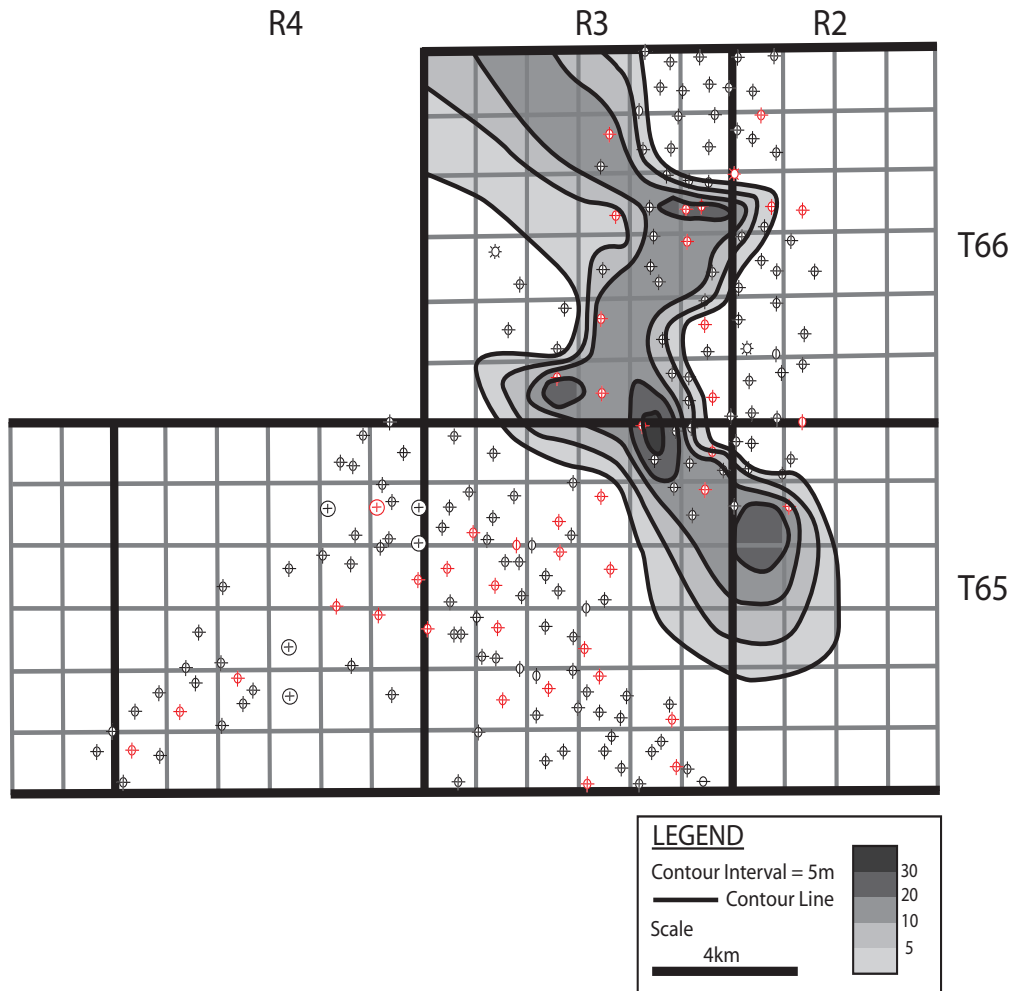 R4 R3 R2
T66
T65
LEGEND
Contour Interval = 5m
Contour Line
Scale
4km
30
20
10
5